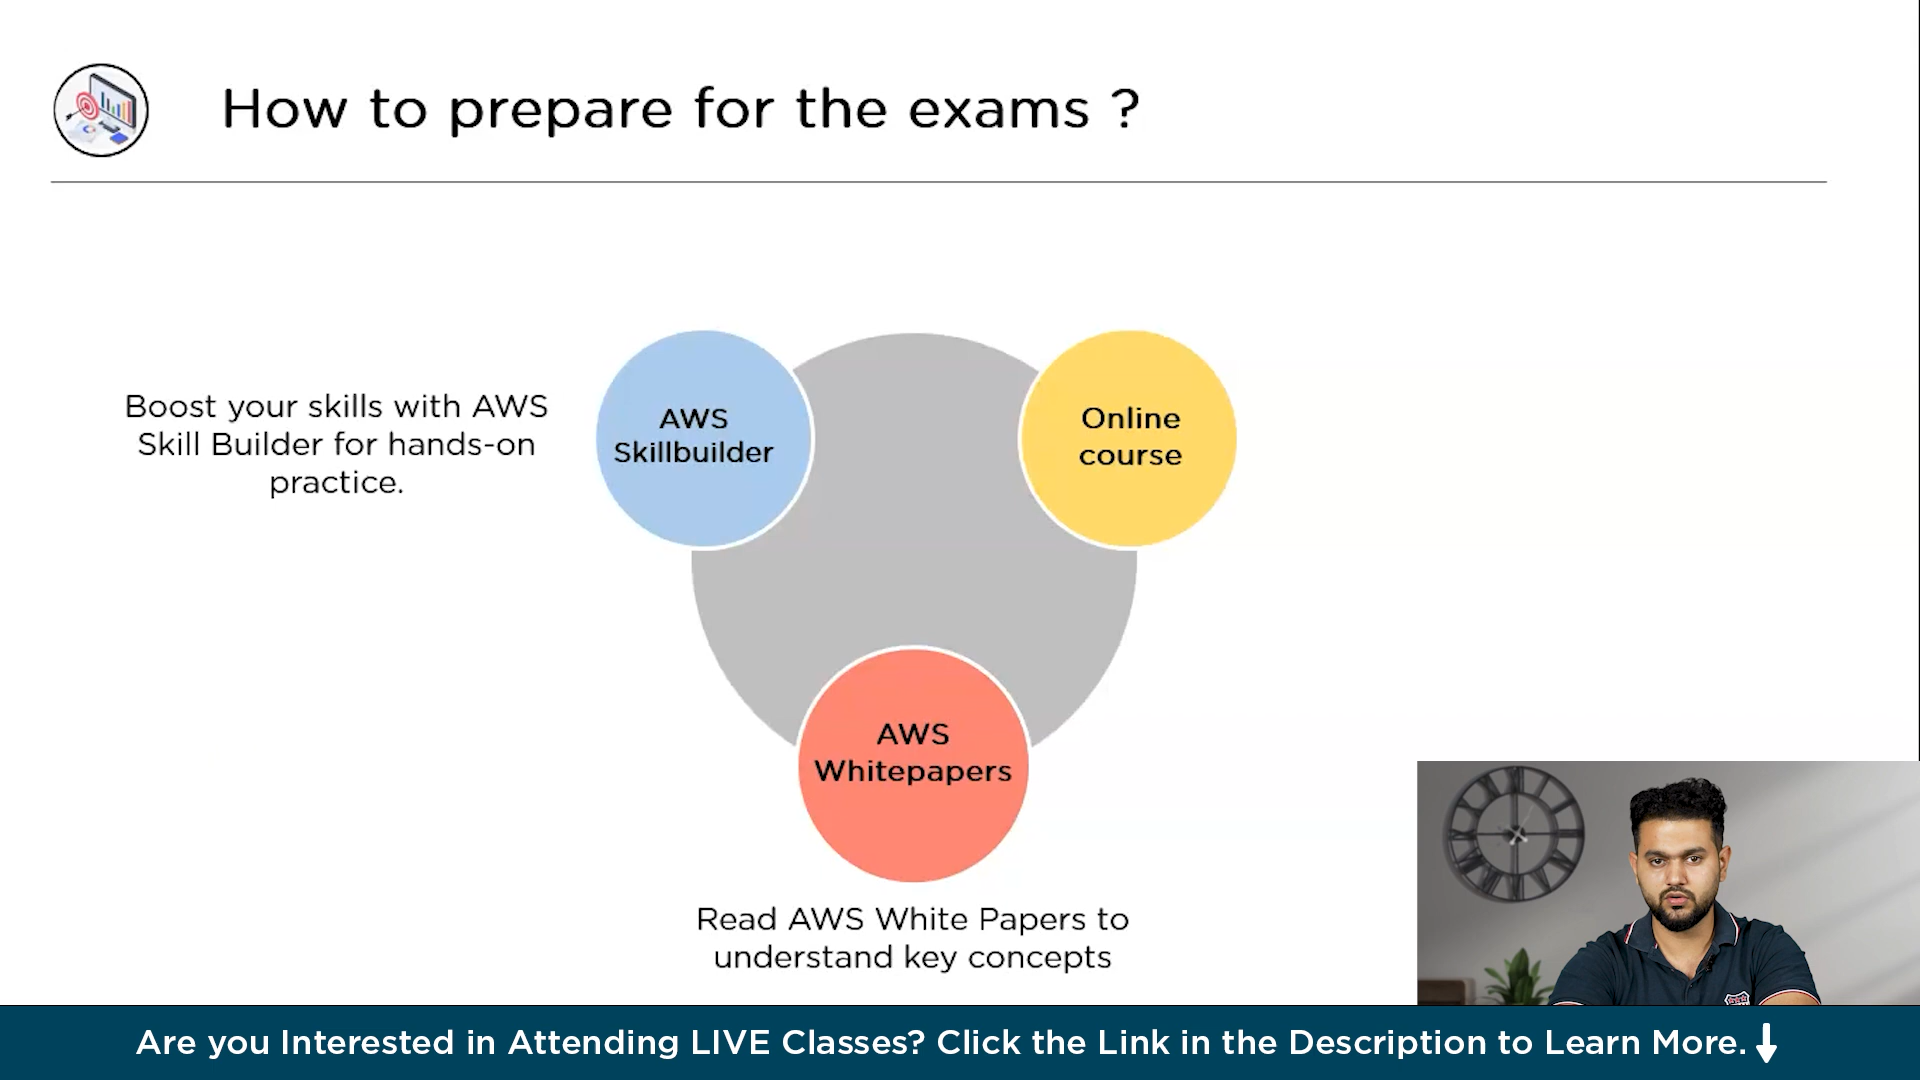 How to prepare for the exams ?
Boost your skills with AWS
Skill Builder for hands-on
practice.
AWS
Skillbuilder
Online
course
AWS
Whitepapers
Read AWS White Papers to
understand key concepts
Are you Interested in Attending LIVE Classes? Click the Link in the Description to Learn More.